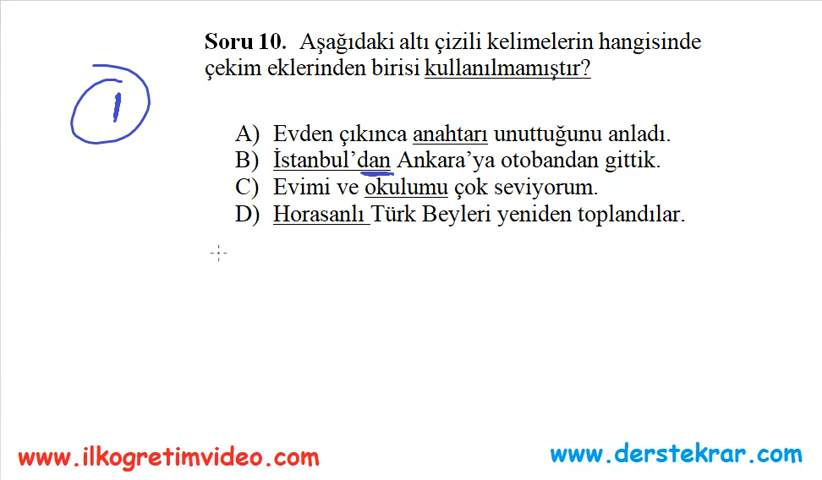 Soru 10. Aşağıdaki altı çizili kelimelerin hangisinde
çekim eklerinden birisi kullanılmamıştır?
1
A) Evden çıkınca anahtarı unuttuğunu anladı.
B) İstanbul'dan Ankara'ya otobandan gittik.
C) Evimi ve okulumu çok seviyorum.
D) Horasanlı Türk Beyleri yeniden toplandılar.
www.ilkogretimvideo.com
www.derstekrar.com